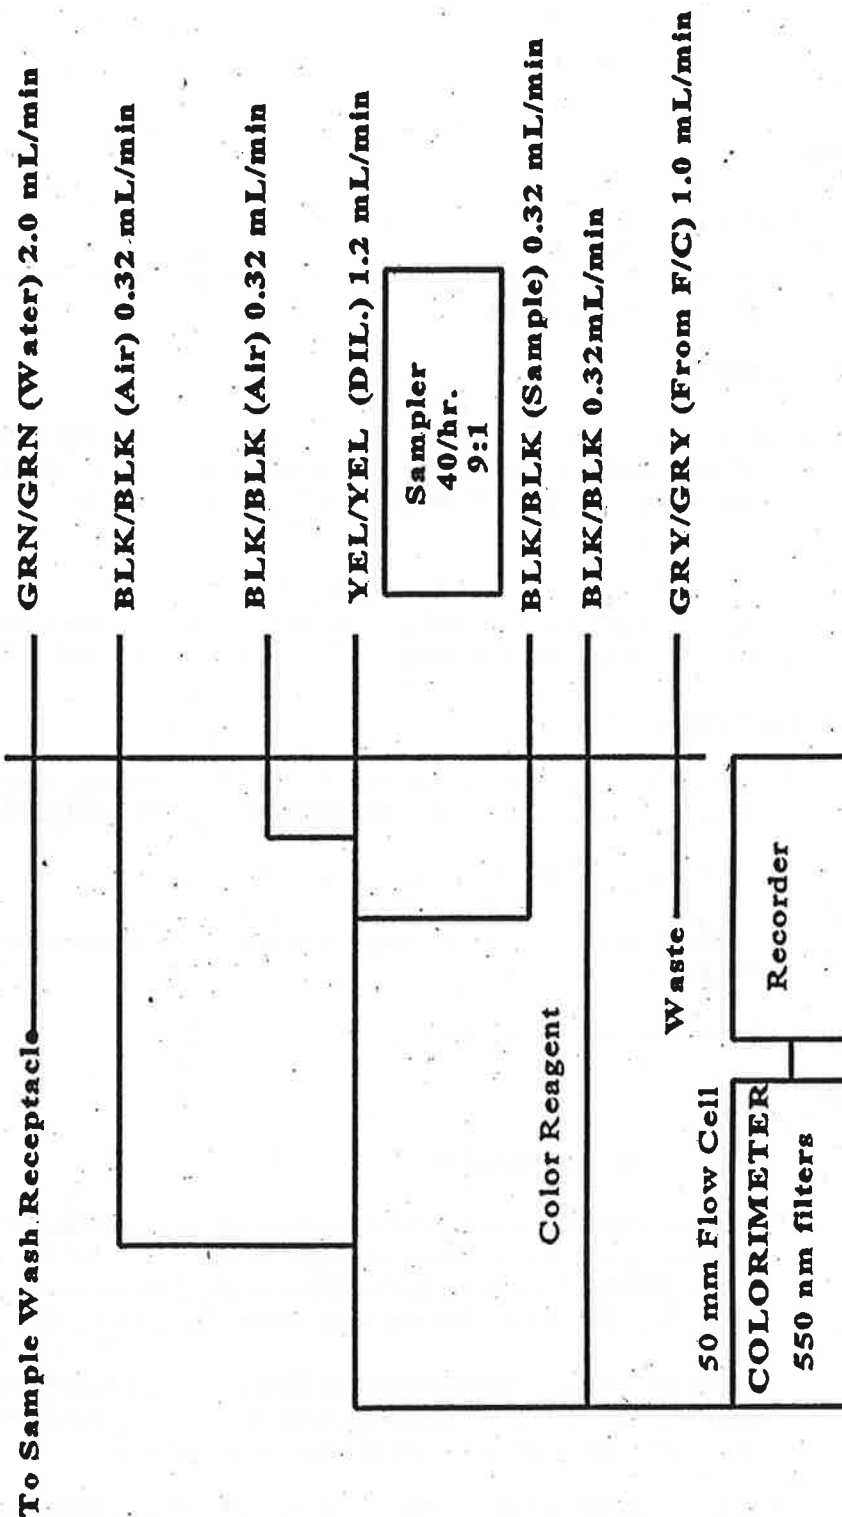 To Sample Wash Receptacle
GRN/GRN (Water) 2.0 mL/min
BLK/BLK (Air) 0.32 mL/min
BLK/BLK (Air) 0.32 mL/min
YEL/YEL (DIL.) 1.2 mL/min
Sampler
40/hr.
9:1
BLK/BLK (Sample) 0.32 mL/min
Color Reagent
BLK/BLK 0.32mL/min
Waste
GRY/GRY (From F/C) 1.0 mL/min
50 mm Flow Cell
COLORIMETER
550 nm filters
Recorder